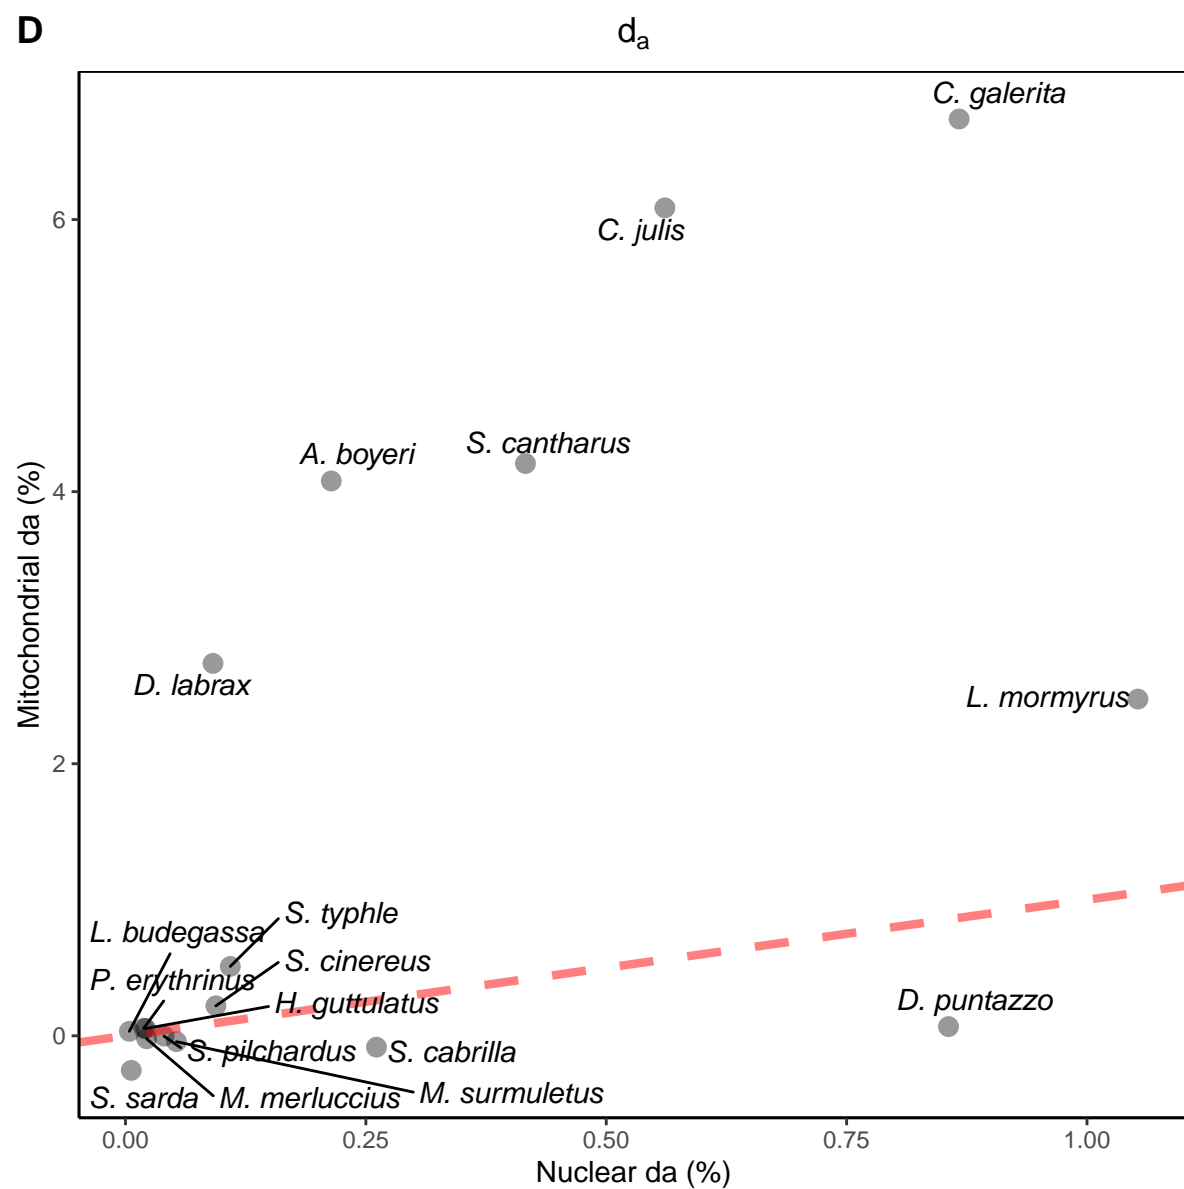 D
da
C. galerita
6
C. julis
S. cantharus
A. boyeri
4
D. labrax
L. mormyrus
2
S. typhle
L. budegassa
S. cinereus
P. erythrinus
H. guttulatus
D. puntazzo
0
S. pilchardus
S. cabrilla
S. sarda
M. merluccius
M. surmuletus
0.00 0.25 0.50 0.75 1.00
Nuclear da (%)
Mitochondrial da (%)